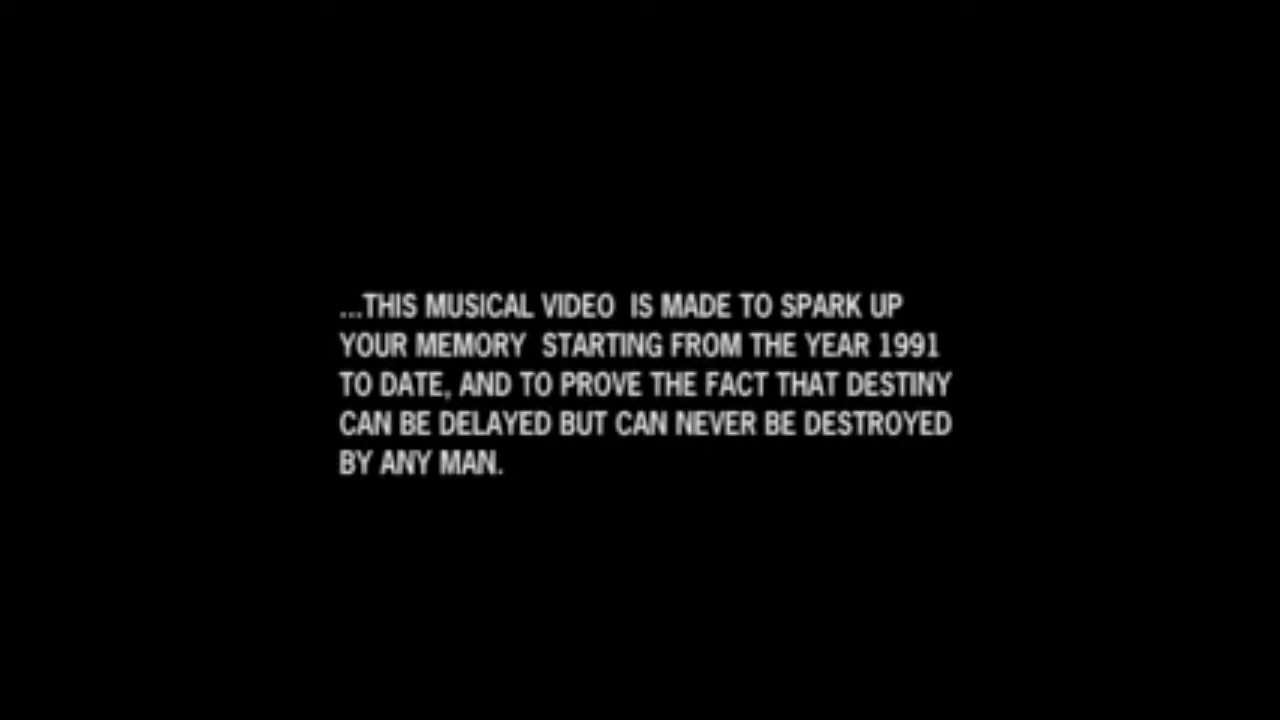 ...THIS MUSICAL VIDEO IS MADE TO SPARK UP
YOUR MEMORY STARTING FROM THE YEAR 1991
TO DATE, AND TO PROVE THE FACT THAT DESTINY
CAN BE DELAYED BUT CAN NEVER BE DESTROYED
BY ANY MAN.